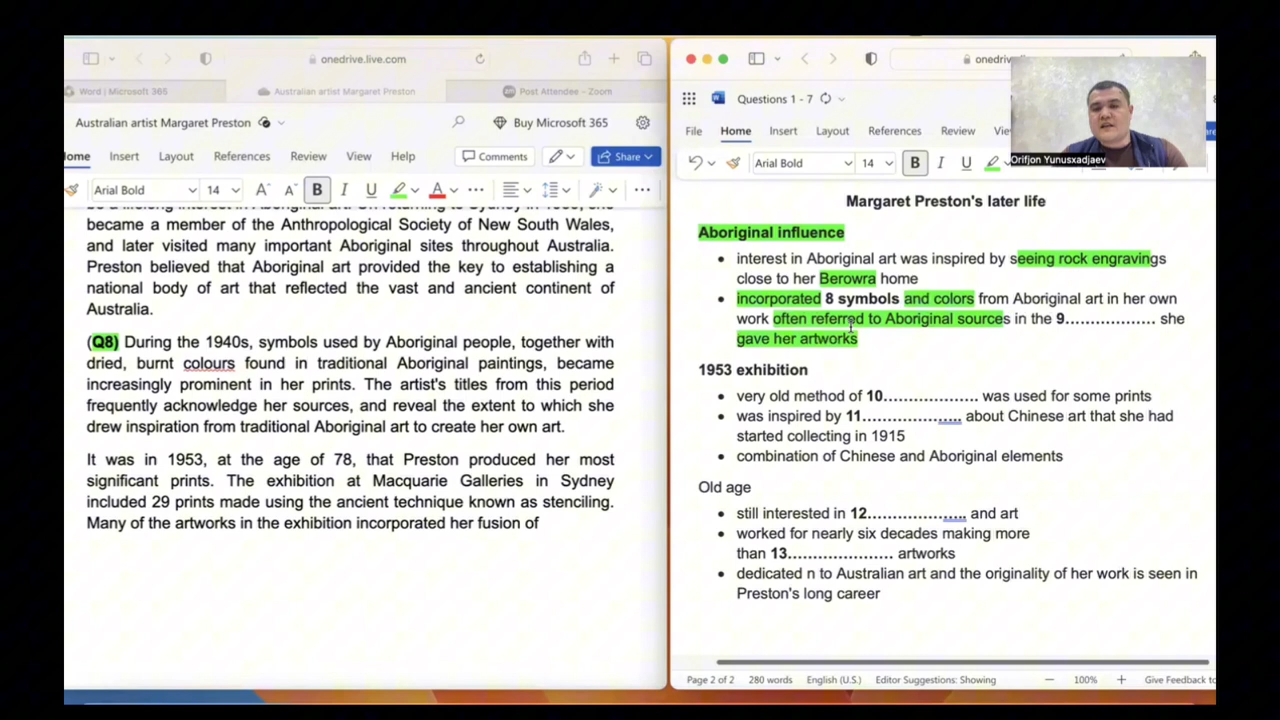 onedrive.live.com
Word | Microsoft 365
Australian artist Margaret Preston
Post Attendee - Zoom
Australian artist Margaret Preston
Buy Microsoft 365
ome Insert Layout References Review View Help
Comments
Share
Arial Bold 14 B I U A
became a member of the Anthropological Society of New South Wales,
and later visited many important Aboriginal sites throughout Australia.
Preston believed that Aboriginal art provided the key to establishing a
national body of art that reflected the vast and ancient continent of
Australia.
(Q8) During the 1940s, symbols used by Aboriginal people, together with
dried, burnt colours found in traditional Aboriginal paintings, became
increasingly prominent in her prints. The artist's titles from this period
frequently acknowledge her sources, and reveal the extent to which she
drew inspiration from traditional Aboriginal art to create her own art.
It was in 1953, at the age of 78, that Preston produced her most
significant prints. The exhibition at Macquarie Galleries in Sydney
included 29 prints made using the ancient technique known as stenciling.
Many of the artworks in the exhibition incorporated her fusion of
onedriv
Questions 1 - 7
File Home Insert Layout References Review Vie
Arial Bold 14 B I U
Orifjon Yunusxadjaev
Margaret Preston's later life
Aboriginal influence
• interest in Aboriginal art was inspired by seeing rock engravings
close to her Berowra home
• incorporated 8 symbols and colors from Aboriginal art in her own
work often referred to Aboriginal sources in the 9……………… she
gave her artworks
1953 exhibition
• very old method of 10………………. was used for some prints
• was inspired by 11……………….... about Chinese art that she had
started collecting in 1915
• combination of Chinese and Aboriginal elements
Old age
• still interested in 12……………….... and art
• worked for nearly six decades making more
than 13………………… artworks
• dedicated n to Australian art and the originality of her work is seen in
Preston's long career
Page 2 of 2 280 words English (U.S.) Editor Suggestions: Showing 100% Give Feedback to